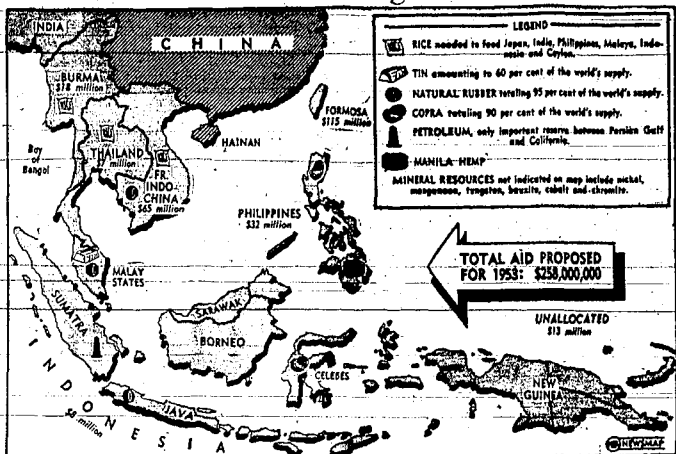 LEGEND
RICE needed to feed Japan, India, Philippines, Malaya, Indo-
nesia and Ceylon.
TIN amounting to 60 per cent of the world's supply.
NATURAL RUBBER totaling 95 per cent of the world's supply.
COPRA totaling 90 per cent of the world's supply.
PETROLEUM, only important reserve between Persian Gulf
and California.
MANILA HEMP
MINERAL RESOURCES not indicated on map include nickel,
manganese, tungsten, bauxite, cobalt and chromite.
INDIA
CHINA
BURMA
$18 million
FORMOSA
$115 million
HAINAN
Bay
of
Bangol
THAILAND
million
FR.
INDO-
CHINA
$65 million
PHILIPPINES
$32 million
TOTAL AID PROPOSED
FOR 1953: $258,000,000
MALAY
STATES
UNALLOCATED
$13 million
SUMATRA
SARAWAK
BORNEO
CELEBES
NEW
GUINEA
JAVA
INDONESIA
$8 million
NEWSMAP